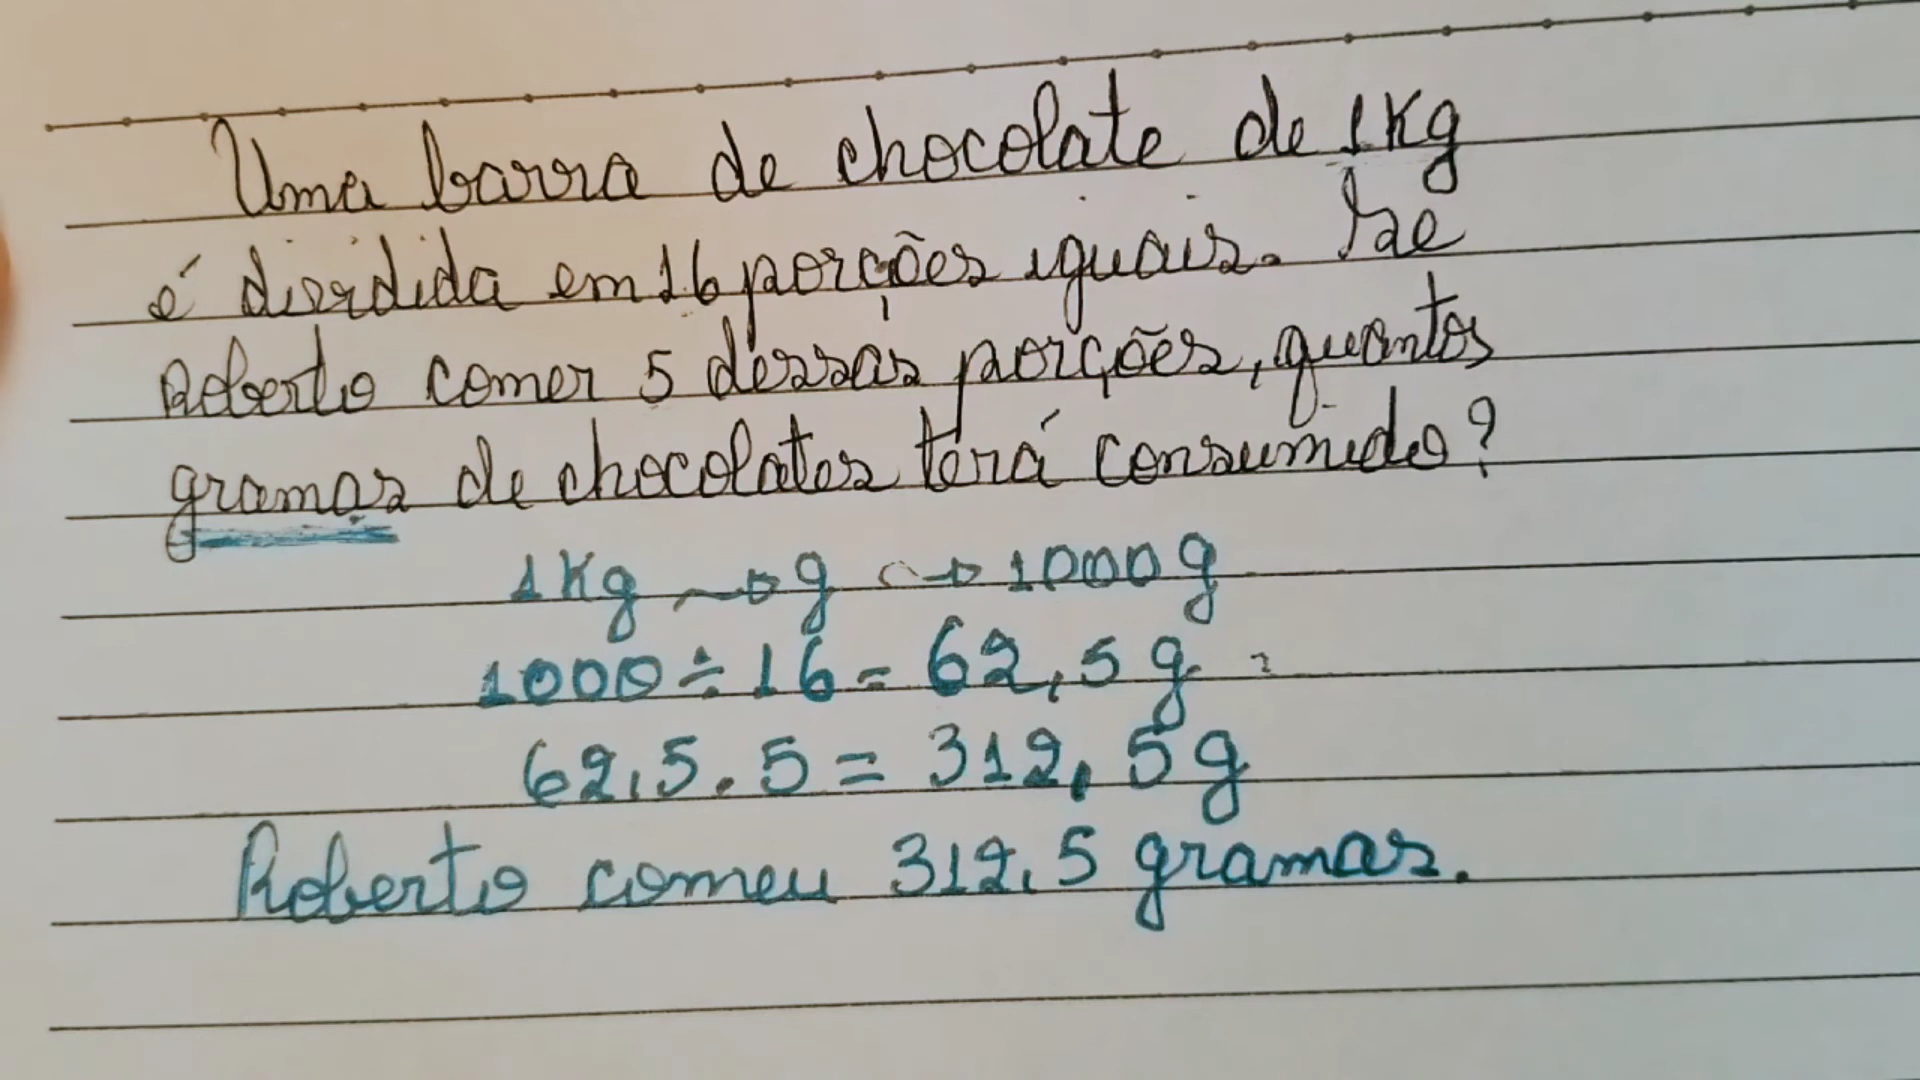 Uma barra de chocolate de 1Kg
é dividida em 16 porções iguais. Se
Roberto comer 5 dessas porções, quantos
gramas de chocolates terá consumido?
1Kg ~→ g ↪ 1000g
1000 ÷ 16 = 62,5g
62,5 . 5 = 312,5g
Roberto comeu 312,5 gramas.